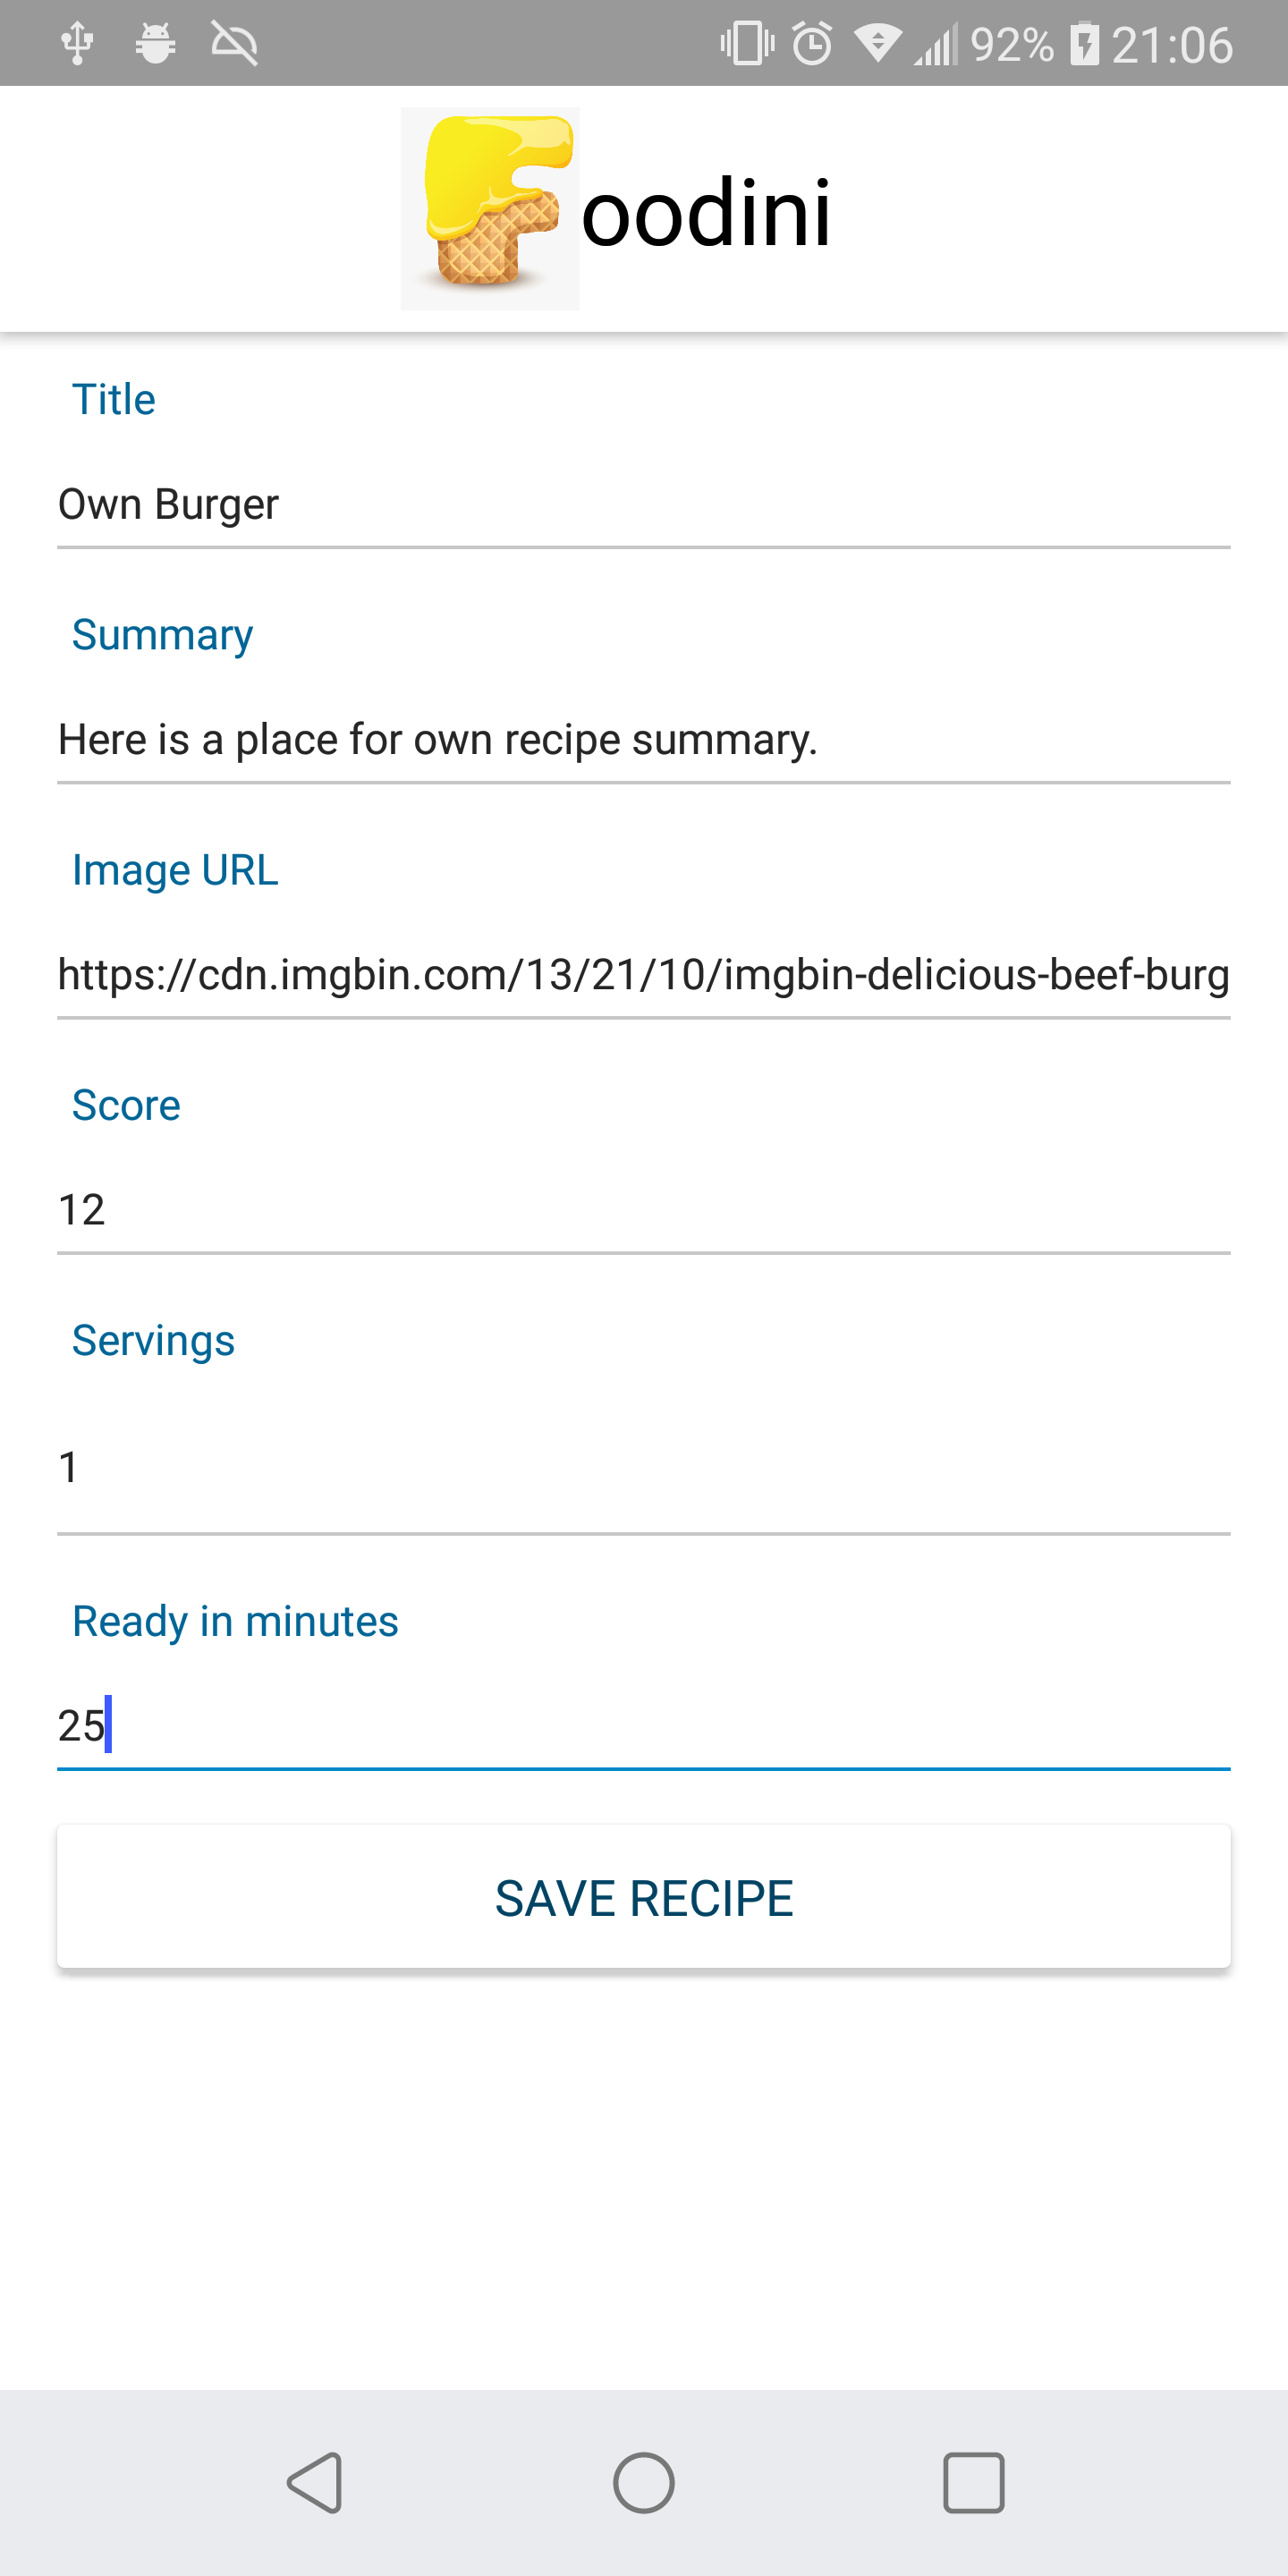 92% 21:06
Foodini
Title
Own Burger
Summary
Here is a place for own recipe summary.
Image URL
https://cdn.imgbin.com/13/21/10/imgbin-delicious-beef-burg
Score
12
Servings
1
Ready in minutes
25
SAVE RECIPE